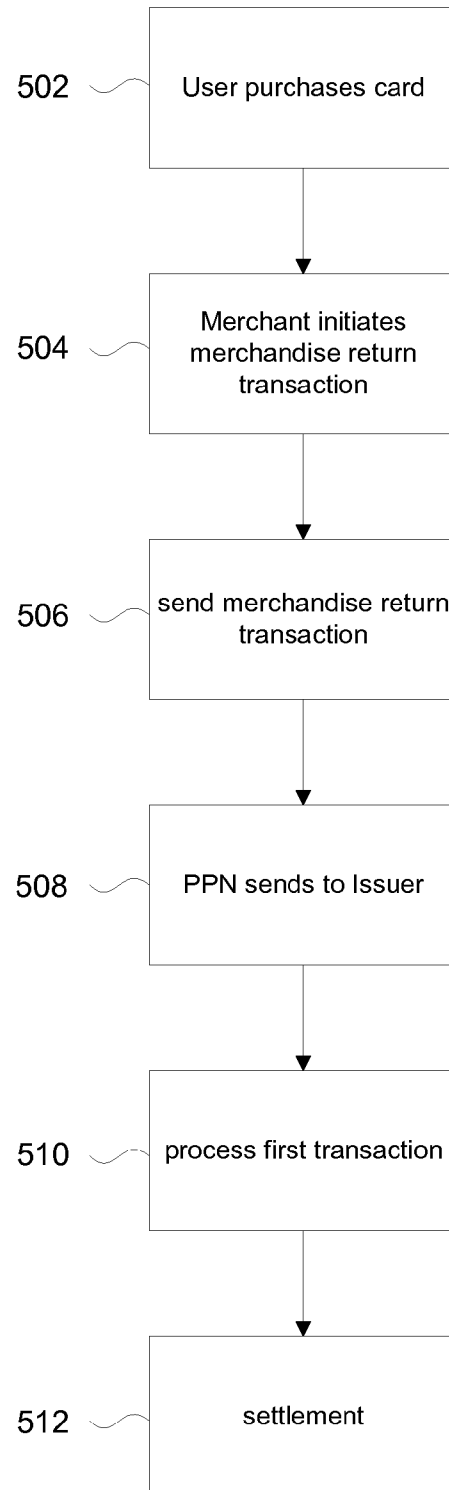 502
User purchases card
504
Merchant initiates
merchandise return
transaction
506
send merchandise return
transaction
508
PPN sends to Issuer
510
process first transaction
512
settlement